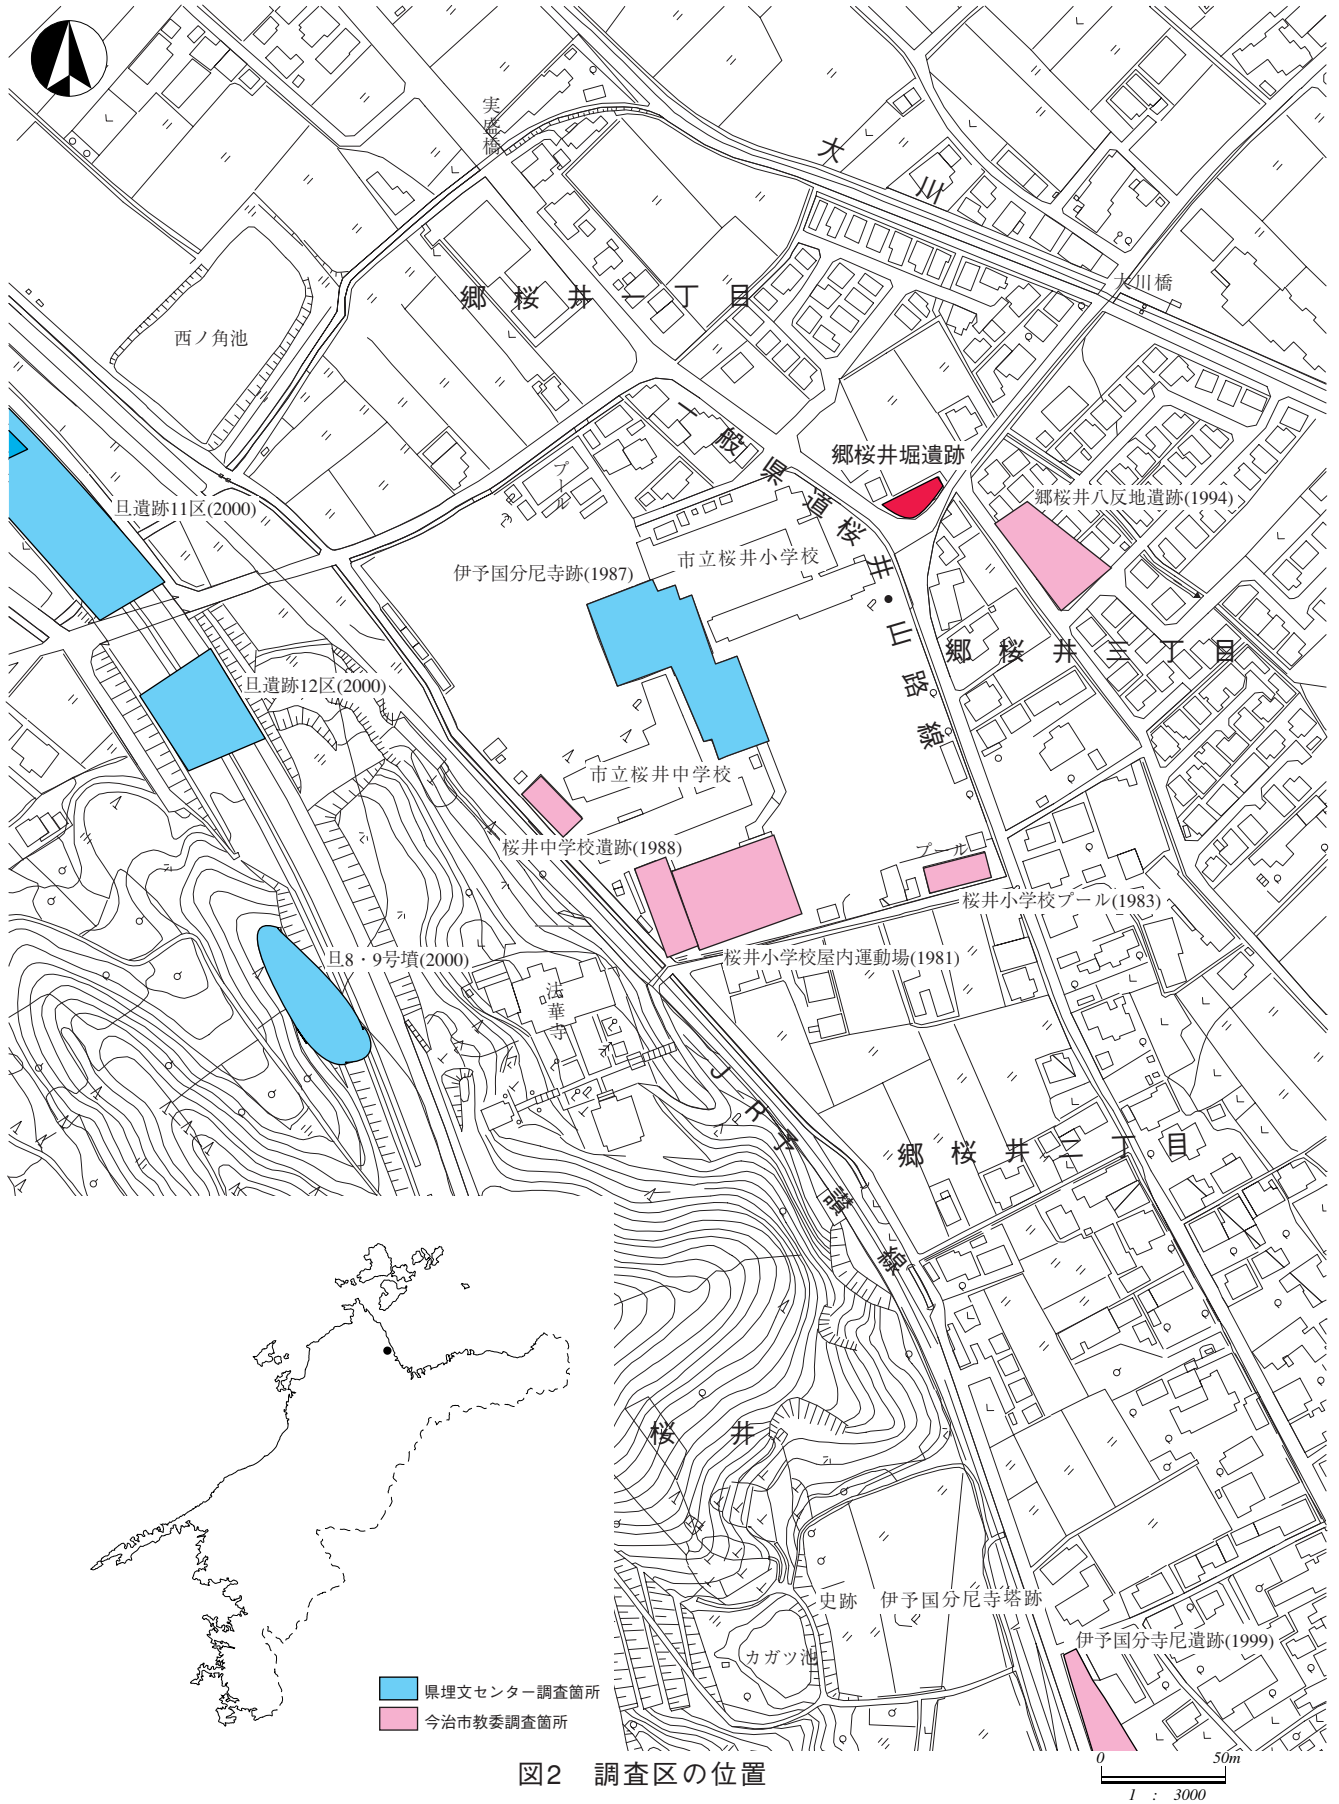 実盛橋
大川
大川橋
郷桜井一丁目
西ノ角池
一般県道桜井山路線
郷桜井堀遺跡
プール
郷桜井八反地遺跡(1994)
旦遺跡11区(2000)
市立桜井小学校
伊予国分尼寺跡(1987)
郷桜井三丁目
旦遺跡12区(2000)
市立桜井中学校
桜井中学校遺跡(1988)
プール
桜井小学校プール(1983)
旦8・9号墳(2000)
桜井小学校屋内運動場(1981)
法華寺
JR予讃線
郷桜井二丁目
桜井
史跡 伊予国分尼寺塔跡
カガツ池
伊予国分寺尼遺跡(1999)
県埋文センター調査箇所
今治市教委調査箇所
図2 調査区の位置
0 50m
1 : 3000